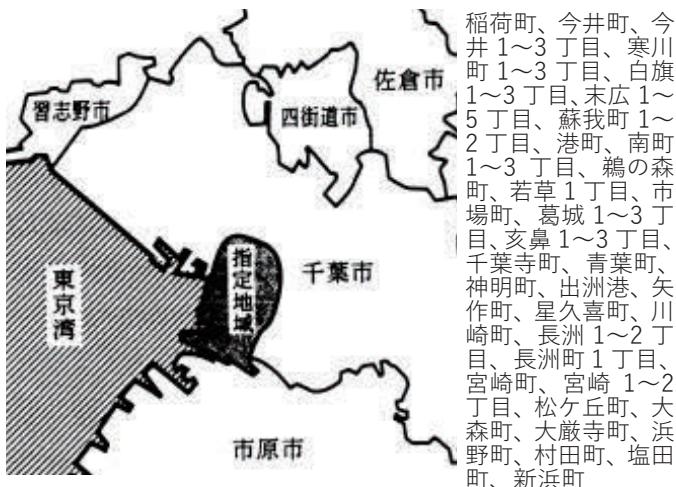 佐倉市
習志野市
四街道市
東京湾
指定地域
千葉市
市原市
稲荷町、今井町、今
井 1〜3 丁目、寒川
町 1〜3 丁目、白旗
1〜3 丁目、末広 1〜
5 丁目、蘇我町 1〜
2 丁目、港町、南町
1〜3 丁目、鵜の森
町、若草 1 丁目、市
場町、葛城 1〜3 丁
目、亥鼻 1〜3 丁目、
千葉寺町、青葉町、
神明町、出洲港、矢
作町、星久喜町、川
崎町、長洲 1〜2 丁
目、長洲町 1 丁目、
宮崎町、宮崎 1〜2
丁目、松ケ丘町、大
森町、大厳寺町、浜
野町、村田町、塩田
町、新浜町